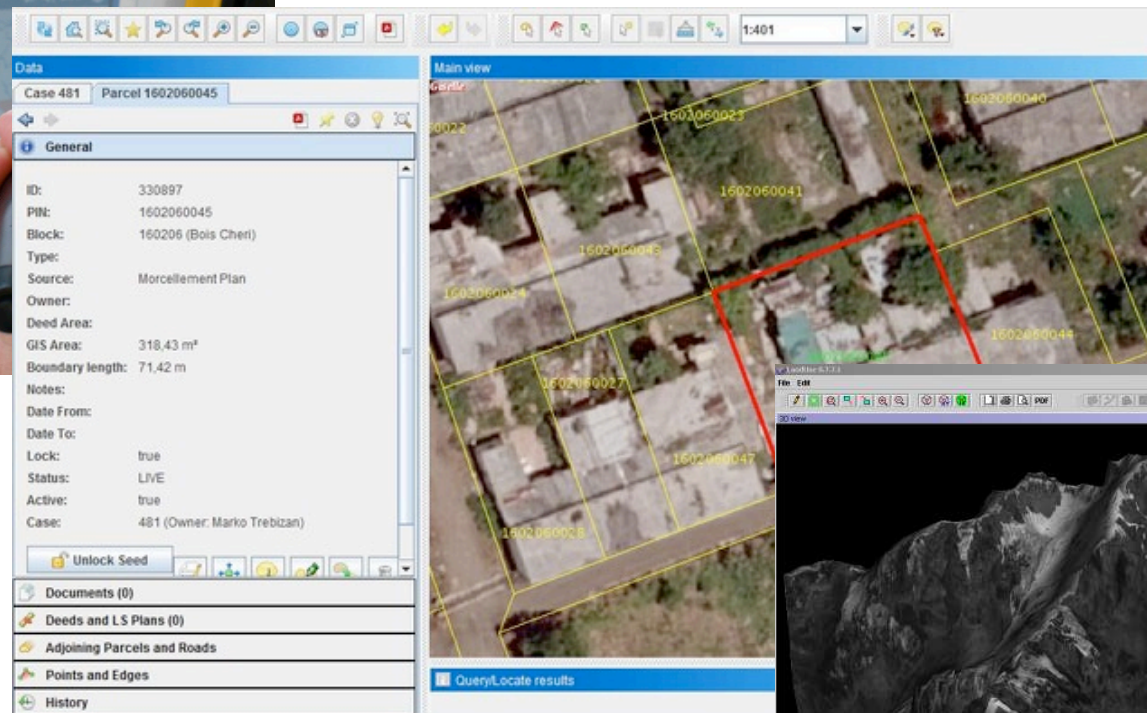 1:401
Data
Main view
Case 481
Parcel 1602060045
General
ID: 330897
PIN: 1602060045
Block: 160206 (Bois Cheri)
Type:
Source: Morcellement Plan
Owner:
Deed Area:
GIS Area: 318,43 m²
Boundary length: 71,42 m
Notes:
Date From:
Date To:
Lock: true
Status: LIVE
Active: true
Case: 481 (Owner: Marko Trebizan)
Unlock Seed
Documents (0)
Deeds and LS Plans (0)
Adjoining Parcels and Roads
Points and Edges
History
1602060040
1602060023
60022
1602060041
1602060043
1602060024
1602060044
1602060027
1602060047
1602060026
Query/Locate results
File Edit
PDF
3D view